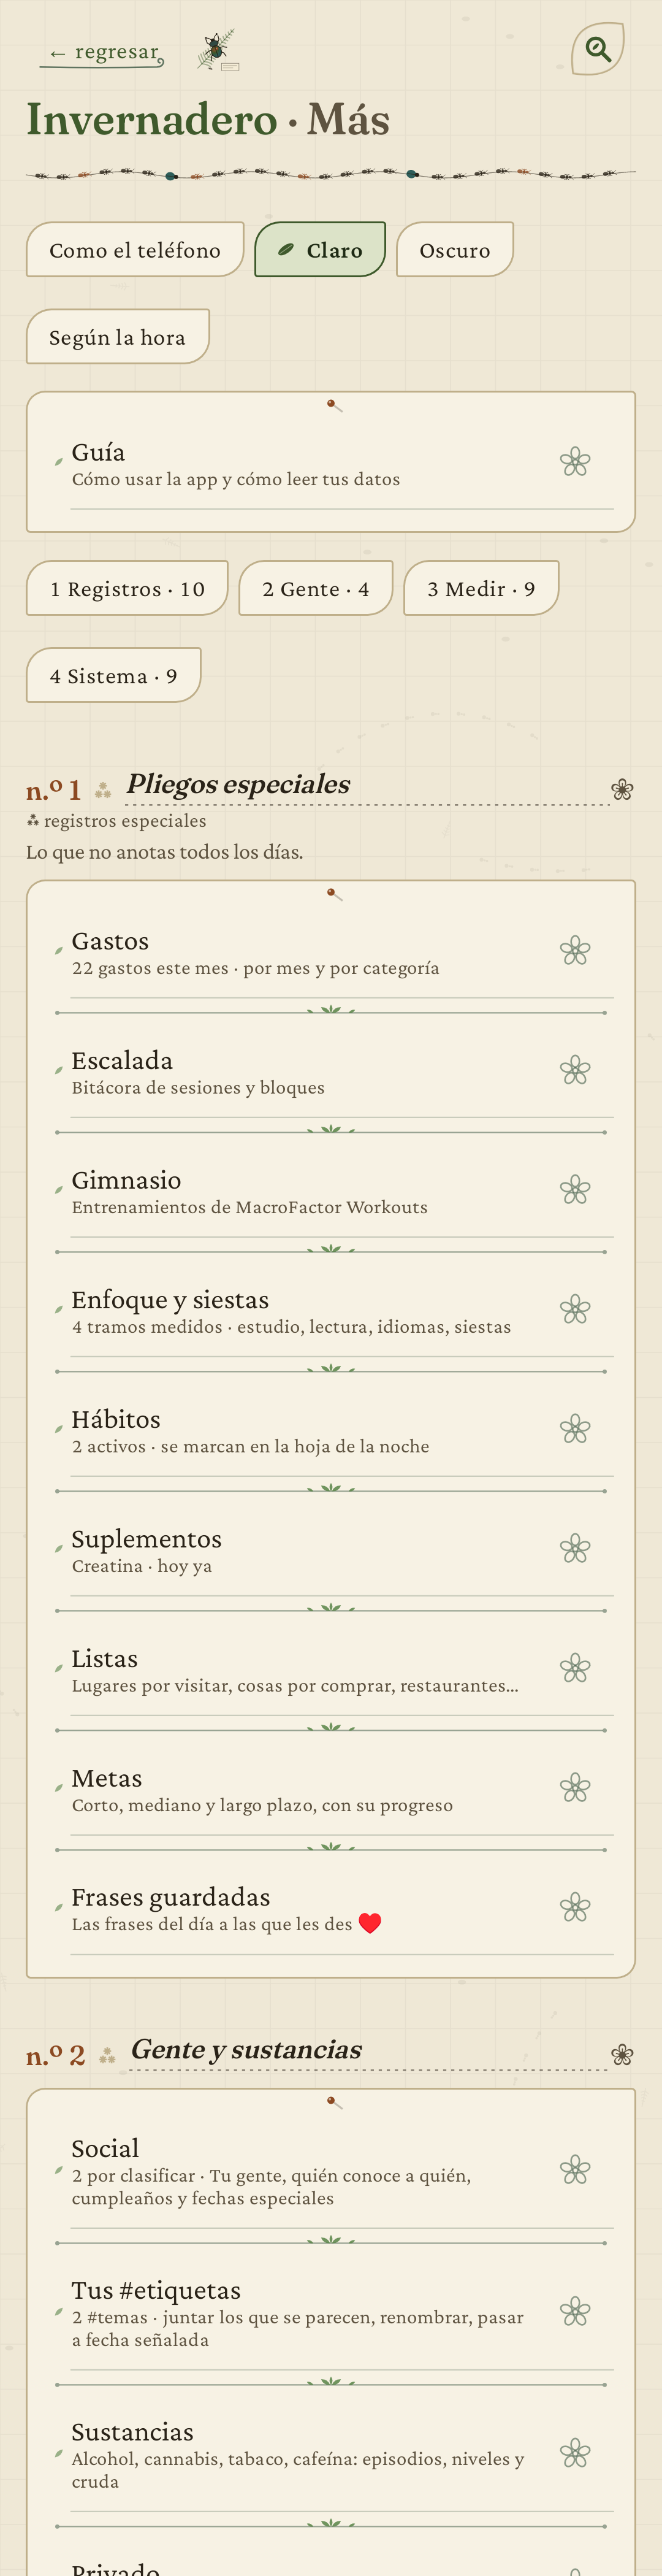 ← regresar
Invernadero · Más
Como el teléfono
Claro
Oscuro
Según la hora
Guía
Cómo usar la app y cómo leer tus datos
1 Registros · 10
2 Gente · 4
3 Medir · 9
4 Sistema · 9
n.º 1 Pliegos especiales
registros especiales
Lo que no anotas todos los días.
Gastos
22 gastos este mes · por mes y por categoría
Escalada
Bitácora de sesiones y bloques
Gimnasio
Entrenamientos de MacroFactor Workouts
Enfoque y siestas
4 tramos medidos · estudio, lectura, idiomas, siestas
Hábitos
2 activos · se marcan en la hoja de la noche
Suplementos
Creatina · hoy ya
Listas
Lugares por visitar, cosas por comprar, restaurantes…
Metas
Corto, mediano y largo plazo, con su progreso
Frases guardadas
Las frases del día a las que les des ❤️
n.º 2 Gente y sustancias
Social
2 por clasificar · Tu gente, quién conoce a quién,
cumpleaños y fechas especiales
Tus #etiquetas
2 #temas · juntar los que se parecen, renombrar, pasar
a fecha señalada
Sustancias
Alcohol, cannabis, tabaco, cafeína: episodios, niveles y
cruda
Privado